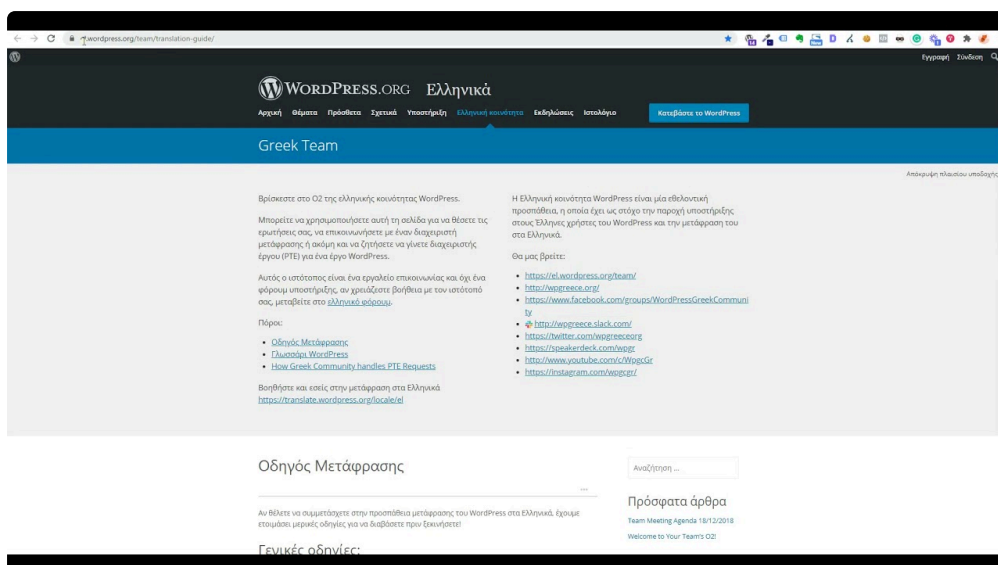 wordpress.org/team/translation-guide/
Εγγραφή Σύνδεση
WORDPRESS.ORG Ελληνικά
Αρχική Θέματα Πρόσθετα Σχετικά Υποστήριξη Ελληνική κοινότητα Εκδηλώσεις Ιστολόγιο Κατεβάστε το WordPress
Greek Team
Απόκρυψη πλαισίου υποδοχής
Βρίσκεστε στο O2 της ελληνικής κοινότητας WordPress.
Μπορείτε να χρησιμοποιήσετε αυτή τη σελίδα για να θέσετε τις
ερωτήσεις σας, να επικοινωνήσετε με έναν διαχειριστή
μετάφρασης ή ακόμη και να ζητήσετε να γίνετε διαχειριστής
έργου (PTE) για ένα έργο WordPress.
Αυτός ο ιστότοπος είναι ένα εργαλείο επικοινωνίας και όχι ένα
φόρουμ υποστήριξης, αν χρειάζεστε βοήθεια με τον ιστότοπό
σας, μεταβείτε στο ελληνικό φόρουμ.
Πόροι:
Οδηγός Μετάφρασης
Γλωσσάρι WordPress
How Greek Community handles PTE Requests
Βοηθήστε και εσείς στην μετάφραση στα Ελληνικά
https://translate.wordpress.org/locale/el
Η Ελληνική κοινότητα WordPress είναι μία εθελοντική
προσπάθεια, η οποία έχει ως στόχο την παροχή υποστήριξης
στους Έλληνες χρήστες του WordPress και την μετάφραση του
στα Ελληνικά.
Θα μας βρείτε:
https://el.wordpress.org/team/
http://wpgreece.org/
https://www.facebook.com/groups/WordPressGreekCommuni
ty
http://wpgreece.slack.com/
https://twitter.com/wpgreeceorg
https://speakerdeck.com/wpgr
http://www.youtube.com/c/WpgcGr
https://instagram.com/wpgcgr/
Οδηγός Μετάφρασης
Αν θέλετε να συμμετάσχετε στην προσπάθεια μετάφρασης του WordPress στα Ελληνικά, έχουμε
ετοιμάσει μερικές οδηγίες για να διαβάσετε πριν ξεκινήσετε!
Γενικές οδηγίες:
Αναζήτηση ...
Πρόσφατα άρθρα
Team Meeting Agenda 18/12/2018
Welcome to Your Team's O2!